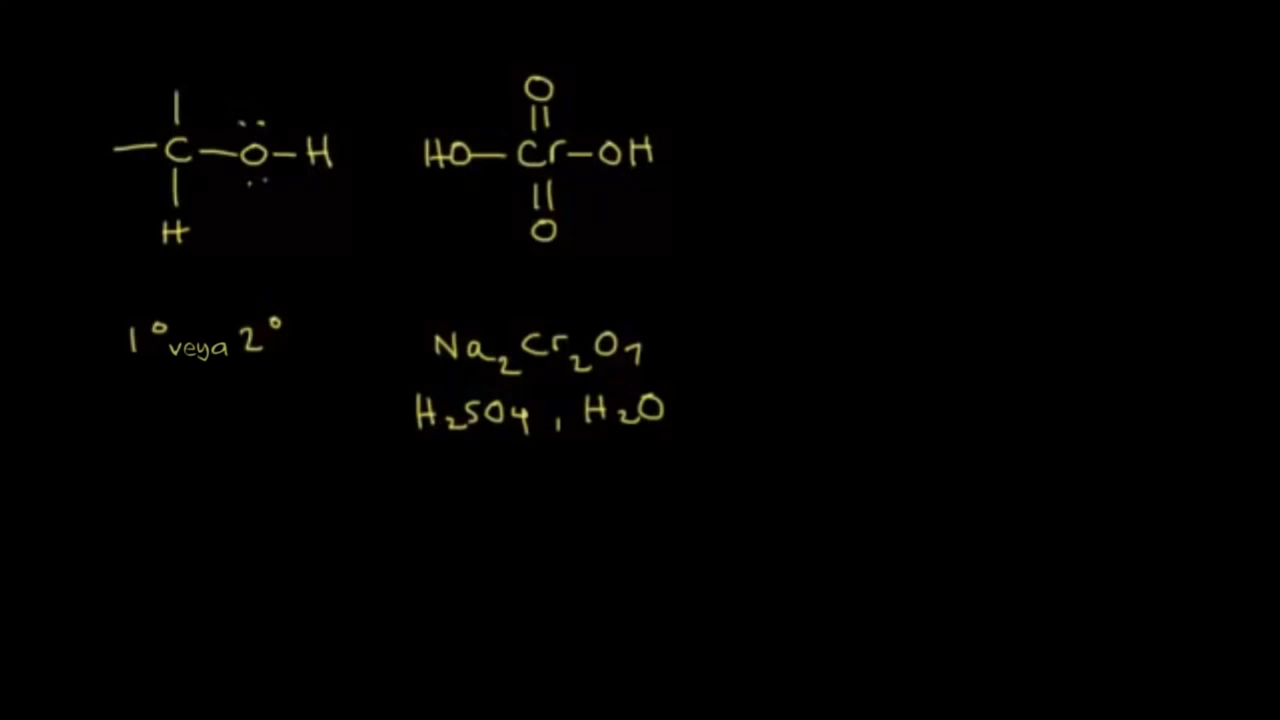 O
C—O—H HO—Cr—OH
H O
1° veya 2° Na₂Cr₂O₇
H₂SO₄, H₂O